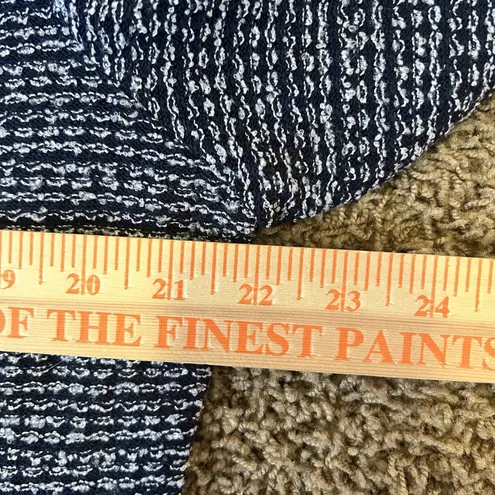 9 20 21 22 23 24
OF THE FINEST PAINTS